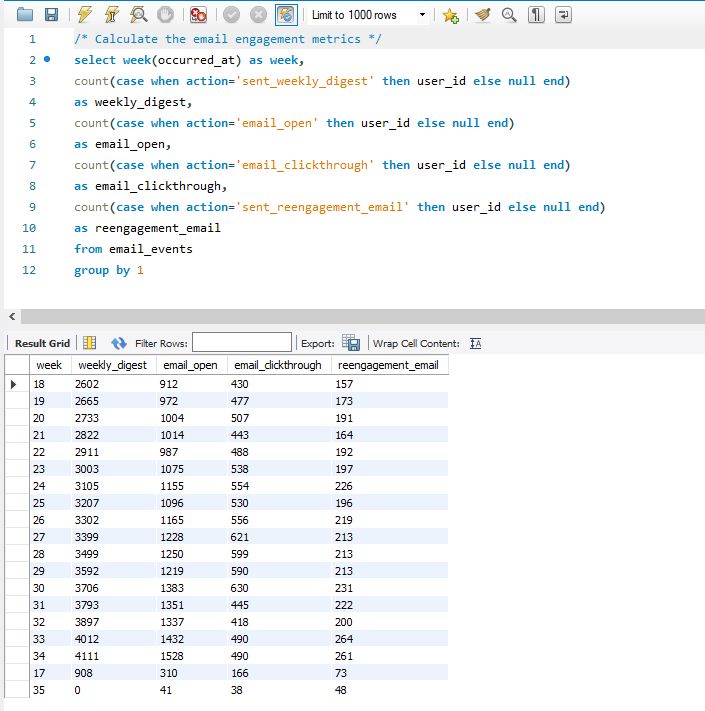 Limit to 1000 rows
1 /* Calculate the email engagement metrics */
2 select week(occurred_at) as week,
3 count(case when action='sent_weekly_digest' then user_id else null end)
4 as weekly_digest,
5 count(case when action='email_open' then user_id else null end)
6 as email_open,
7 count(case when action='email_clickthrough' then user_id else null end)
8 as email_clickthrough,
9 count(case when action='sent_reengagement_email' then user_id else null end)
10 as reengagement_email
11 from email_events
12 group by 1
Result Grid Filter Rows: Export: Wrap Cell Content:
week weekly_digest email_open email_clickthrough reengagement_email
18 2602 912 430 157
19 2665 972 477 173
20 2733 1004 507 191
21 2822 1014 443 164
22 2911 987 488 192
23 3003 1075 538 197
24 3105 1155 554 226
25 3207 1096 530 196
26 3302 1165 556 219
27 3399 1228 621 213
28 3499 1250 599 213
29 3592 1219 590 213
30 3706 1383 630 231
31 3793 1351 445 222
32 3897 1337 418 200
33 4012 1432 490 264
34 4111 1528 490 261
17 908 310 166 73
35 0 41 38 48